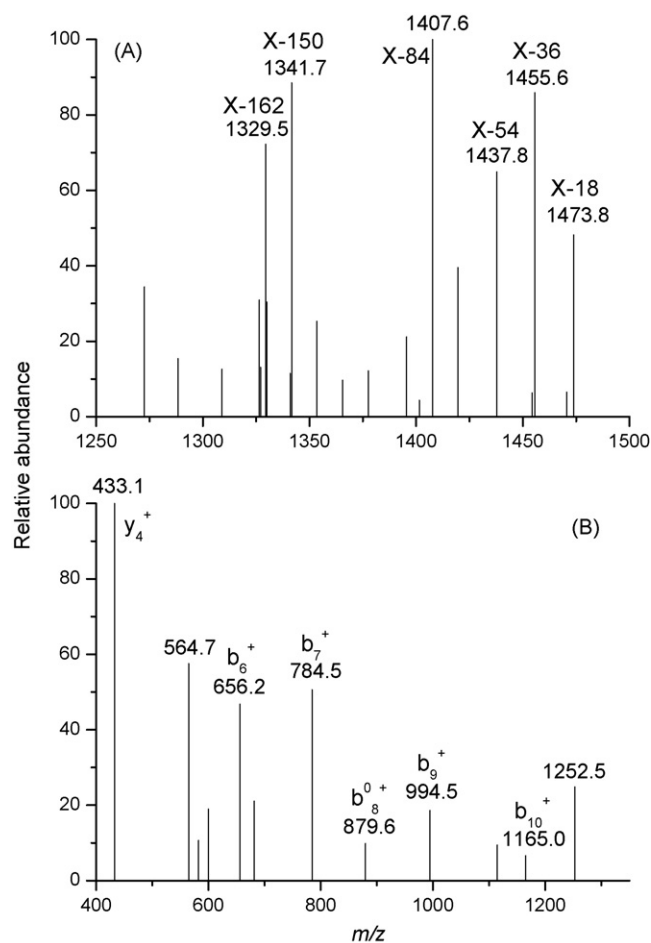 100
(A)
X-150
1341.7
1407.6
X-84
X-36
1455.6
X-162
1329.5
X-54
1437.8
X-18
1473.8
80
60
40
20
0
1250 1300 1350 1400 1450 1500
Relative abundance
433.1
y4+
(B)
100
80
60
40
20
0
564.7
b6+
656.2
b7+
784.5
b08+
879.6
b9+
994.5
b10+
1165.0
1252.5
400 600 800 1000 1200
m/z